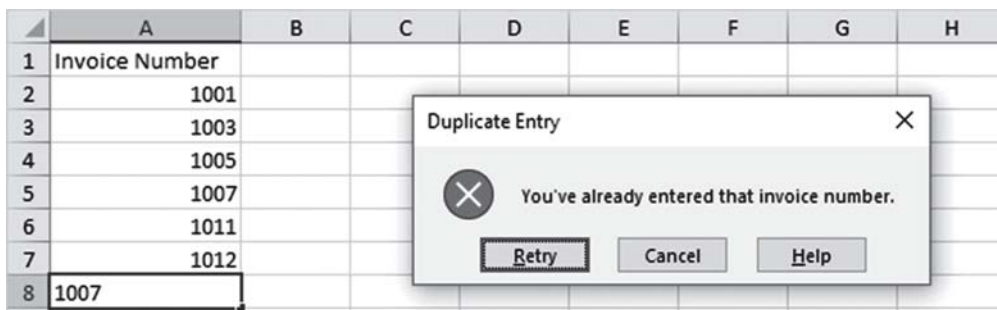 A B C D E F G H
1 Invoice Number
2 1001
3 1003
4 1005
5 1007
6 1011
7 1012
8 1007
Duplicate Entry
You've already entered that invoice number.
Retry Cancel Help